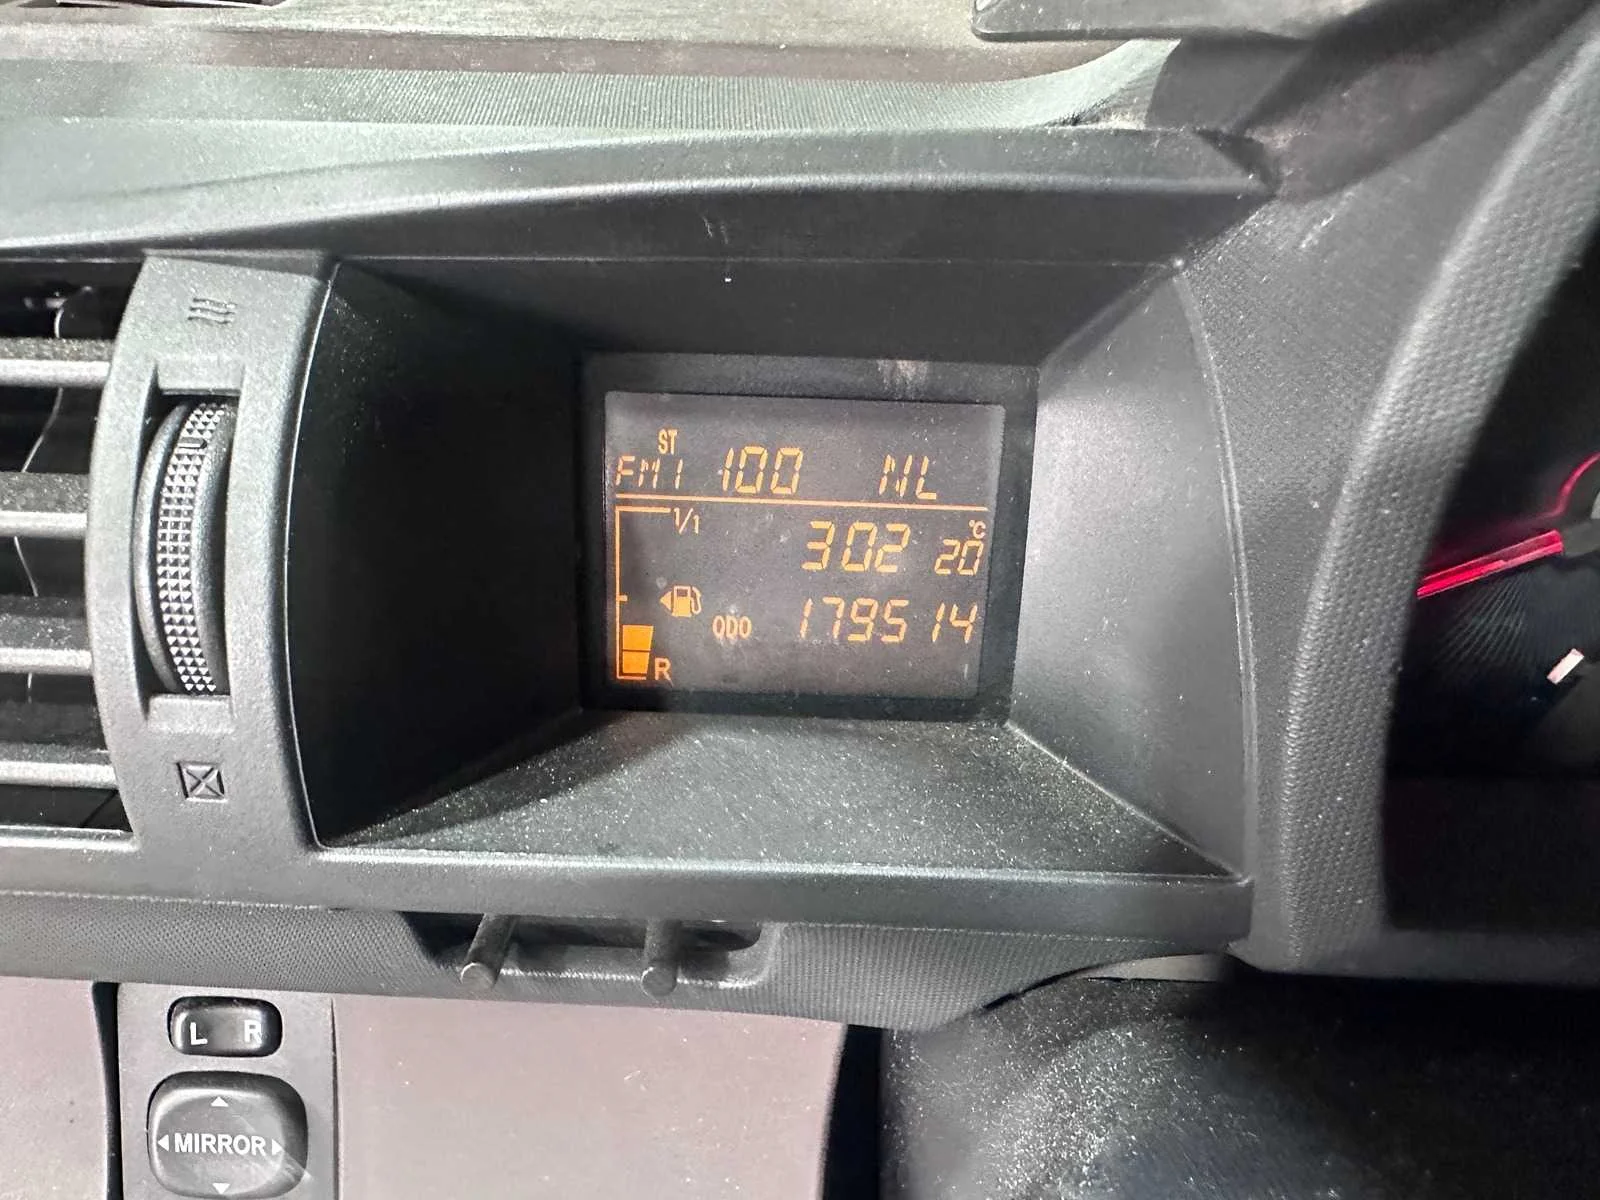 ST
FM1 100 NL
1/1
302 °C 20
ODO 179514
R
L R
MIRROR